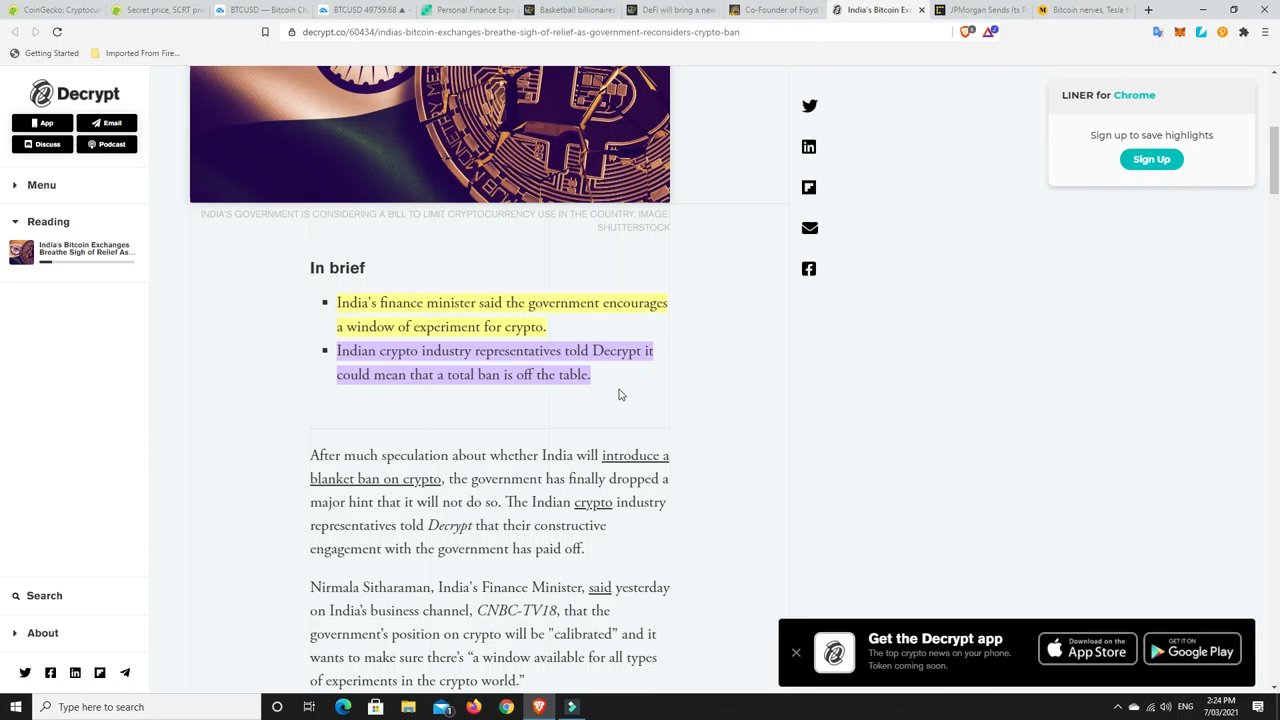 CoinGecko: Cryptocu
Secret Price, SCRT pric
BTCUSD — Bitcoin Ch
BTCUSD 49759.68 ▲ -
Personal Finance Expe
Basketball billionaires
DeFi will bring a new
Co-Founder of Floyd
India's Bitcoin Ex
JPMorgan Sends Its P
Bitcoin nerves, Tesla t
decrypt.co/60434/indias-bitcoin-exchanges-breathe-sigh-of-relief-as-government-reconsiders-crypto-ban
Getting Started
Imported From Fire...
Decrypt
App
Email
Discuss
Podcast
Menu
Reading
India's Bitcoin Exchanges
Breathe Sigh of Relief As...
Search
About
INDIA'S GOVERNMENT IS CONSIDERING A BILL TO LIMIT CRYPTOCURRENCY USE IN THE COUNTRY. IMAGE:
SHUTTERSTOCK
In brief
India's finance minister said the government encourages
a window of experiment for crypto.
Indian crypto industry representatives told Decrypt it
could mean that a total ban is off the table.
After much speculation about whether India will introduce a
blanket ban on crypto, the government has finally dropped a
major hint that it will not do so. The Indian crypto industry
representatives told Decrypt that their constructive
engagement with the government has paid off.
Nirmala Sitharaman, India's Finance Minister, said yesterday
on India's business channel, CNBC-TV18, that the
government's position on crypto will be "calibrated" and it
wants to make sure there's "a window available for all types
of experiments in the crypto world."
LINER for Chrome
Sign up to save highlights
Sign Up
Get the Decrypt app
The top crypto news on your phone.
Token coming soon.
Download on the
App Store
GET IT ON
Google Play
Type here to search
ENG
2:24 PM
7/03/2021